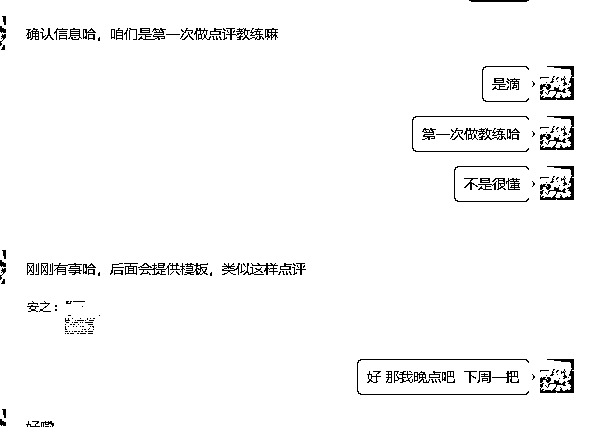 确认信息哈，咱们是第一次做点评教练嘛
是滴
第一次做教练哈
不是很懂
刚刚有事哈，后面会提供模板，类似这样点评
安之：
好 那我晚点吧 下周一把
好嘞